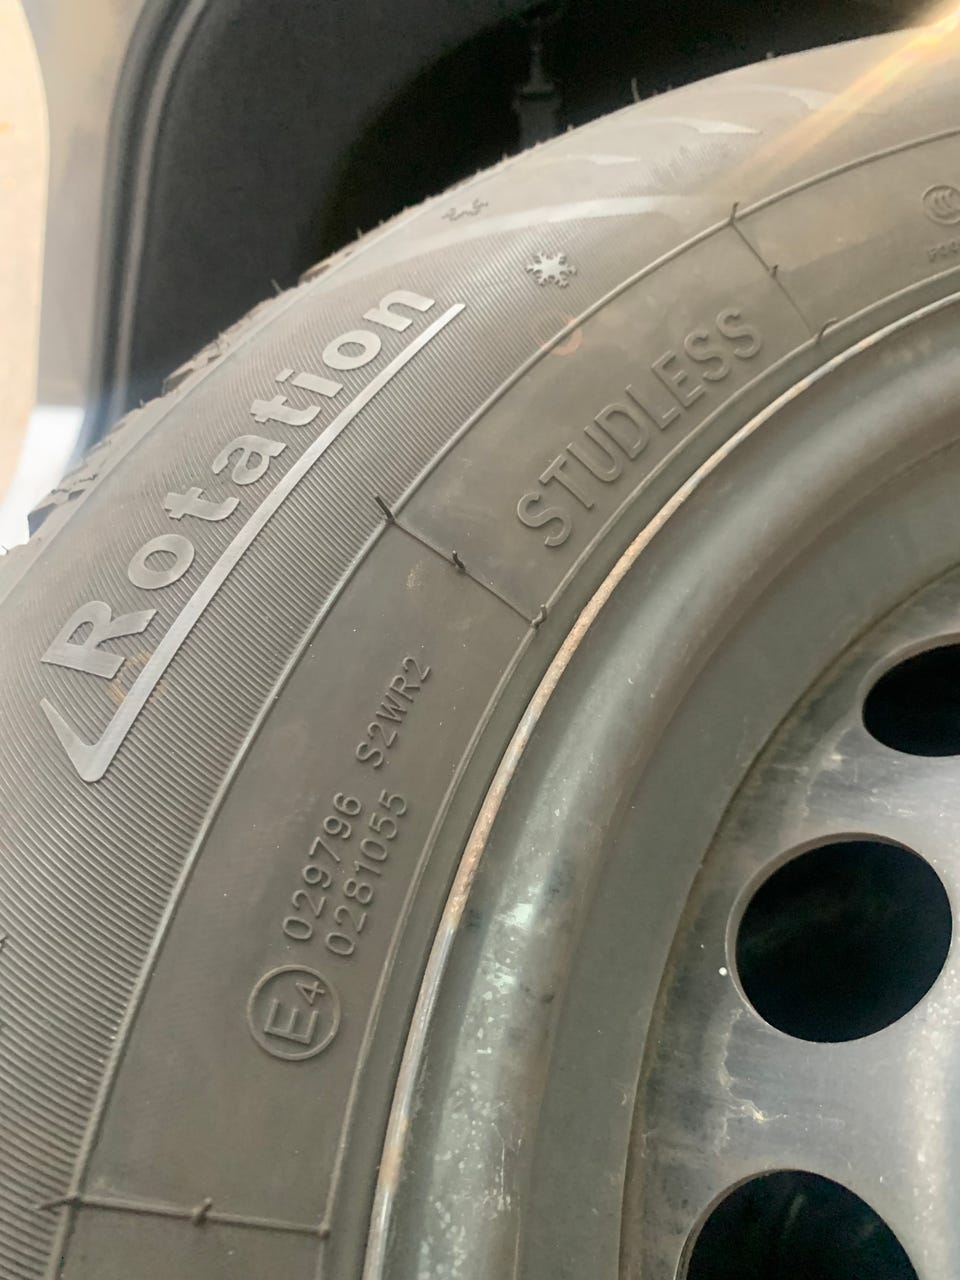 Rotation
STUDLESS
029796 S2WR2
0281055
E4